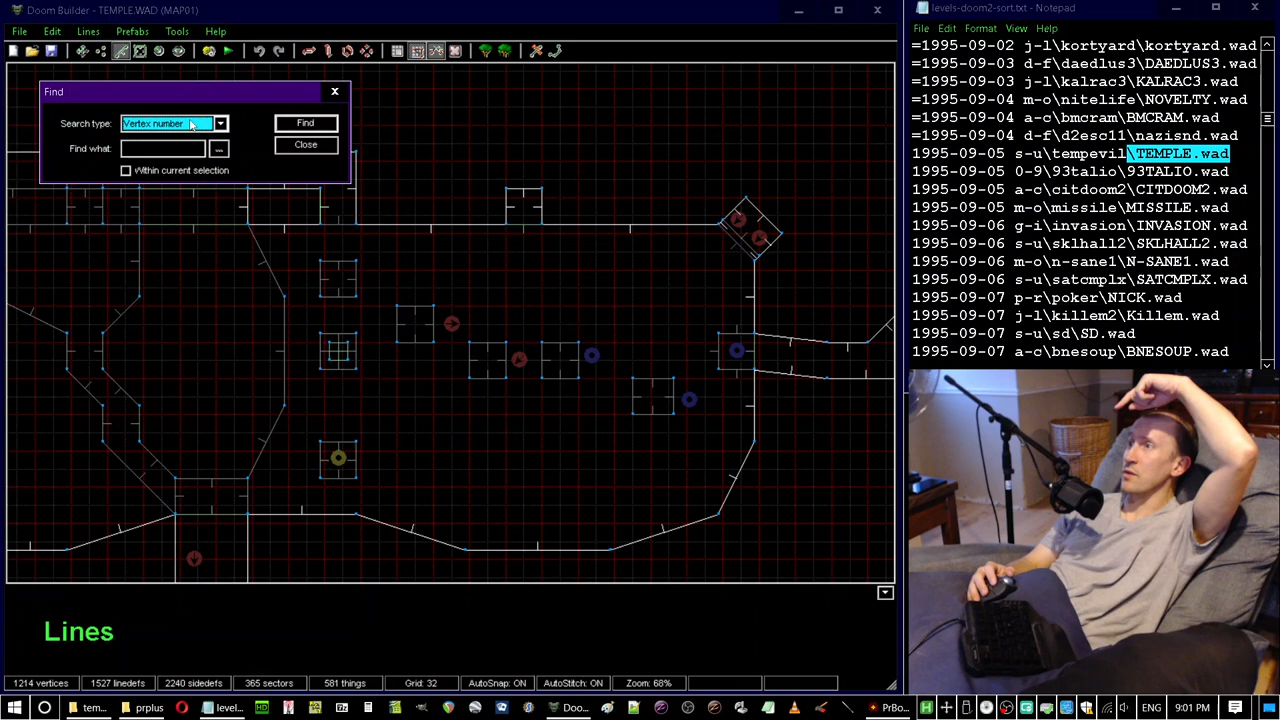 Doom Builder - TEMPLE.WAD (MAP01)
File Edit Lines Prefabs Tools Help
Find
Search type: Vertex number Find
Find what: ... Close
Within current selection
Lines
1214 vertices 1527 linedefs 2240 sidedefs 365 sectors 581 things Grid: 32 AutoSnap: ON AutoStitch: ON Zoom: 68%
levels-doom2-sort.txt - Notepad
File Edit Format View Help
=1995-09-02 j-l\kortyard\kortyard.wad
=1995-09-03 d-f\daedlus3\DAEDLUS3.wad
=1995-09-03 j-l\kalrac3\KALRAC3.wad
=1995-09-04 m-o\nitelife\NOVELTY.wad
=1995-09-04 a-c\bmcram\BMCRAM.wad
=1995-09-04 d-f\d2esc11\nazisnd.wad
1995-09-05 s-u\tempevil\TEMPLE.wad
1995-09-05 0-9\93talio\93TALIO.wad
1995-09-05 a-c\citdoom2\CITDOOM2.wad
1995-09-05 m-o\missile\MISSILE.wad
1995-09-06 g-i\invasion\INVASION.wad
1995-09-06 s-u\sklhall2\SKLHALL2.wad
1995-09-06 m-o\n-sane1\N-SANE1.wad
1995-09-06 s-u\satcmplx\SATCMPLX.wad
1995-09-07 p-r\poker\NICK.wad
1995-09-07 j-l\killem2\Killem.wad
1995-09-07 s-u\sd\SD.wad
1995-09-07 a-c\bnesoup\BNESOUP.wad
tem... prplus level... Doo... PrBo... ENG 9:01 PM